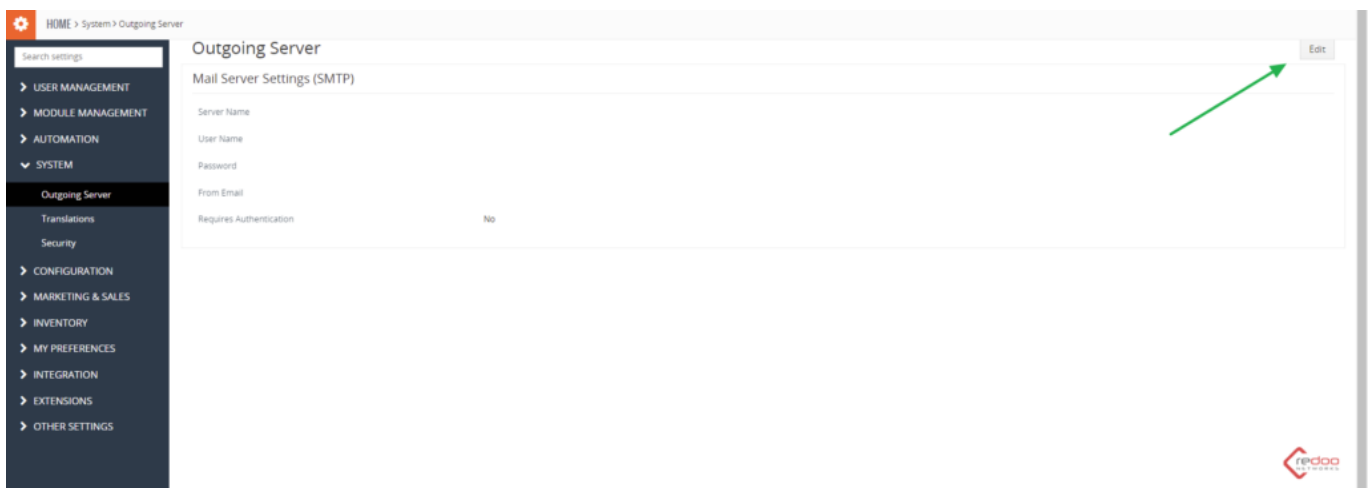 HOME > System > Outgoing Server
Search settings
Outgoing Server
Edit
Mail Server Settings (SMTP)
USER MANAGEMENT
MODULE MANAGEMENT
Server Name
AUTOMATION
User Name
SYSTEM
Password
Outgoing Server
From Email
Translations
Requires Authentication No
Security
CONFIGURATION
MARKETING & SALES
INVENTORY
MY PREFERENCES
INTEGRATION
EXTENSIONS
OTHER SETTINGS
redoo
NETWORKS